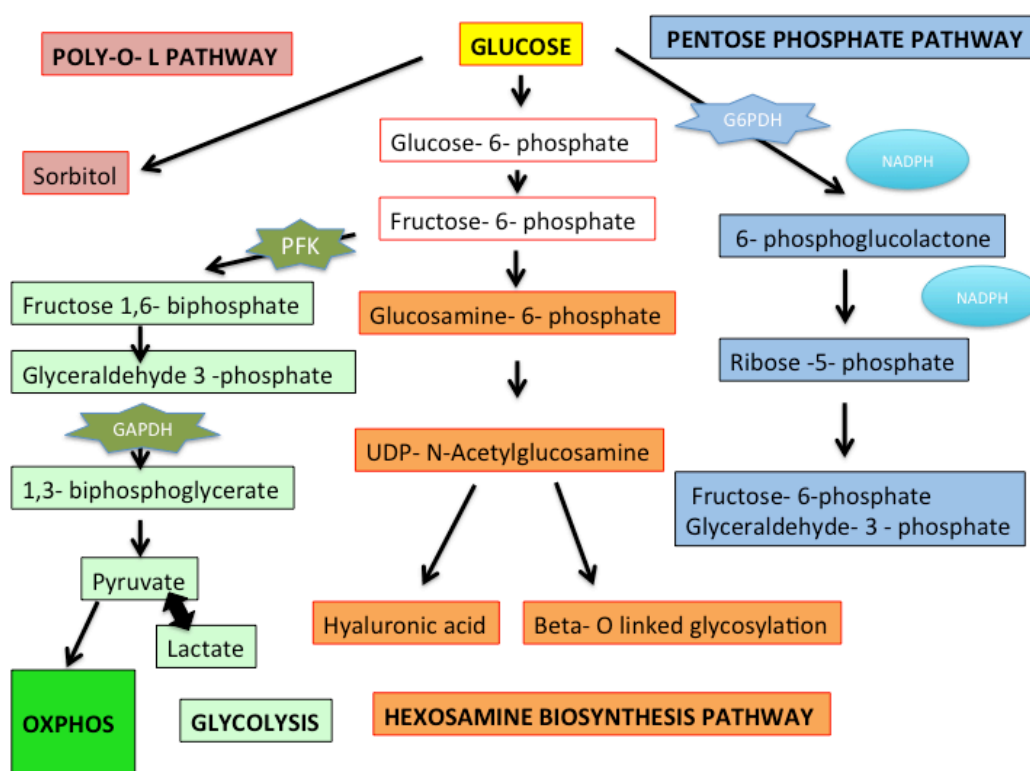 POLY-O- L PATHWAY
GLUCOSE
PENTOSE PHOSPHATE PATHWAY
G6PDH
Glucose- 6- phosphate
NADPH
Sorbitol
Fructose- 6- phosphate
PFK
6- phosphoglucolactone
Fructose 1,6- biphosphate
Glucosamine- 6- phosphate
NADPH
Glyceraldehyde 3 -phosphate
Ribose -5- phosphate
GAPDH
UDP- N-Acetylglucosamine
1,3- biphosphoglycerate
Fructose- 6-phosphate
Glyceraldehyde- 3 - phosphate
Pyruvate
Hyaluronic acid
Beta- O linked glycosylation
Lactate
OXPHOS
GLYCOLYSIS
HEXOSAMINE BIOSYNTHESIS PATHWAY